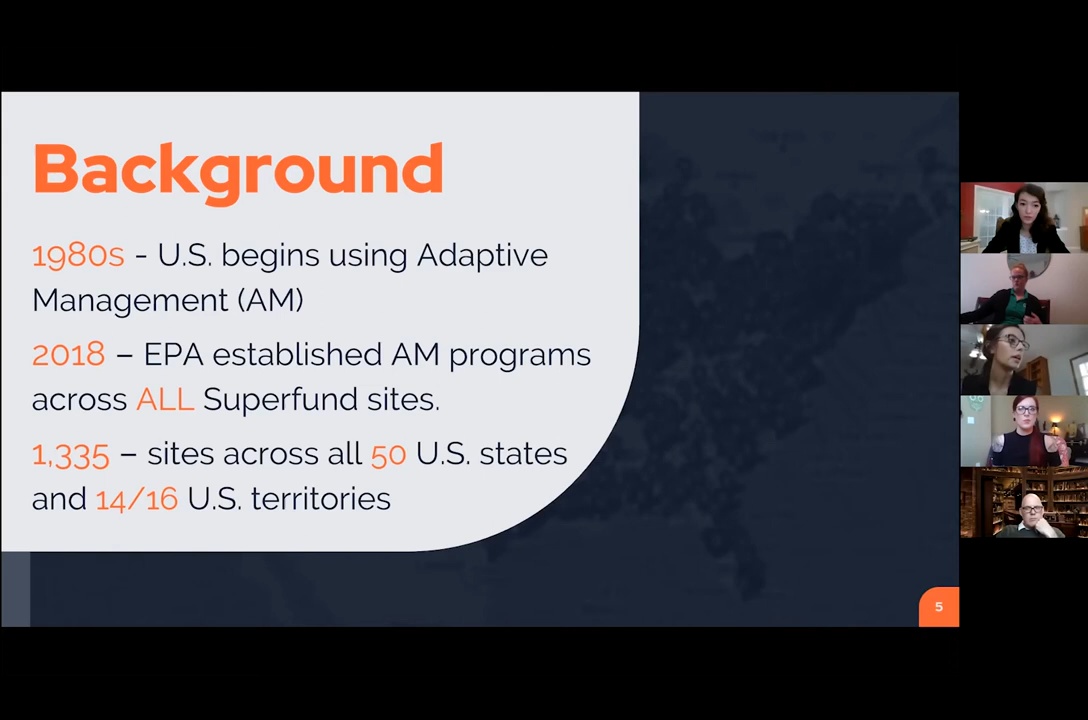 Background
1980s - U.S. begins using Adaptive
Management (AM)
2018 – EPA established AM programs
across ALL Superfund sites.
1,335 – sites across all 50 U.S. states
and 14/16 U.S. territories
5